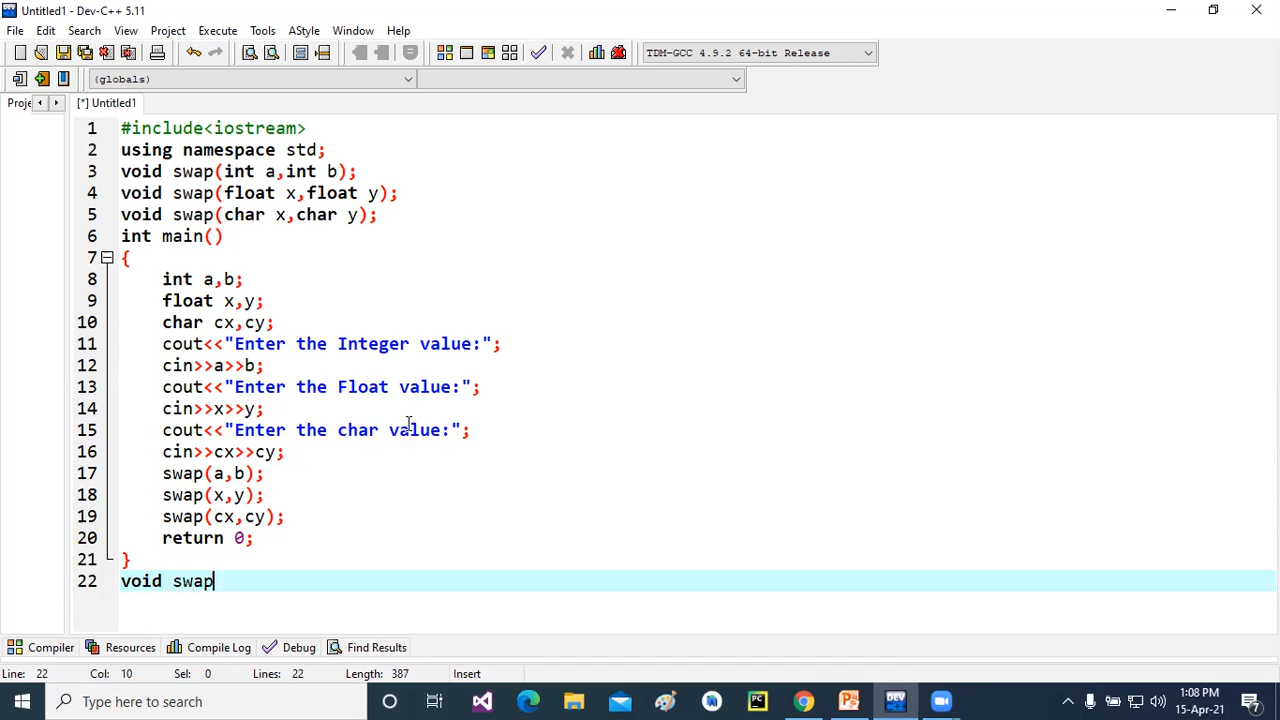 Untitled1 - Dev-C++ 5.11
File Edit Search View Project Execute Tools AStyle Window Help
TDM-GCC 4.9.2 64-bit Release
(globals)
Proje [*] Untitled1
1 #include<iostream>
2 using namespace std;
3 void swap(int a,int b);
4 void swap(float x,float y);
5 void swap(char x,char y);
6 int main()
7 {
8 int a,b;
9 float x,y;
10 char cx,cy;
11 cout<<"Enter the Integer value:";
12 cin>>a>>b;
13 cout<<"Enter the Float value:";
14 cin>>x>>y;
15 cout<<"Enter the char value:";
16 cin>>cx>>cy;
17 swap(a,b);
18 swap(x,y);
19 swap(cx,cy);
20 return 0;
21 }
22 void swap
Compiler Resources Compile Log Debug Find Results
Line: 22 Col: 10 Sel: 0 Lines: 22 Length: 387 Insert
Type here to search 1:08 PM
15-Apr-21 7